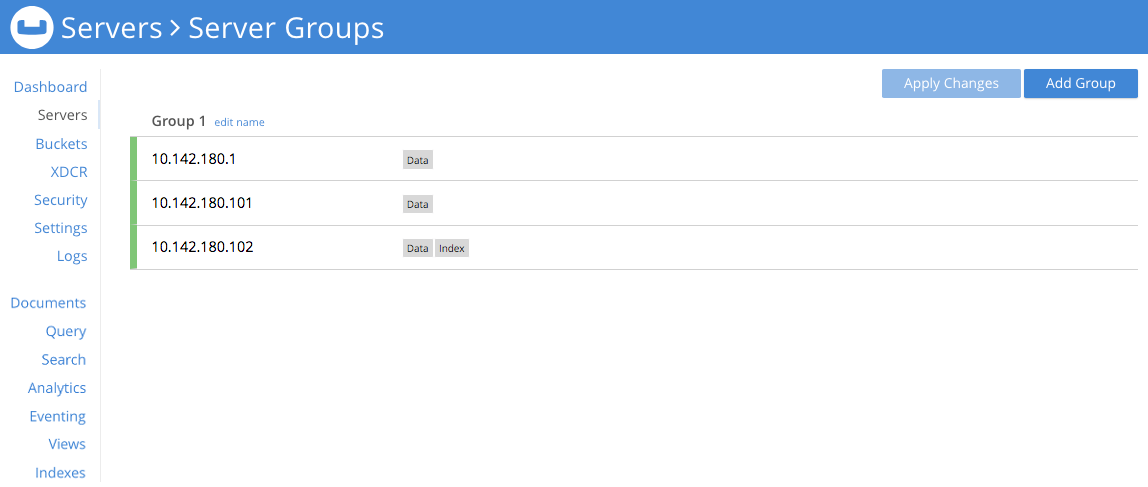 Servers > Server Groups
Apply Changes Add Group
Dashboard
Servers
Buckets
XDCR
Security
Settings
Logs
Documents
Query
Search
Analytics
Eventing
Views
Indexes
Group 1 edit name
10.142.180.1 Data
10.142.180.101 Data
10.142.180.102 Data Index